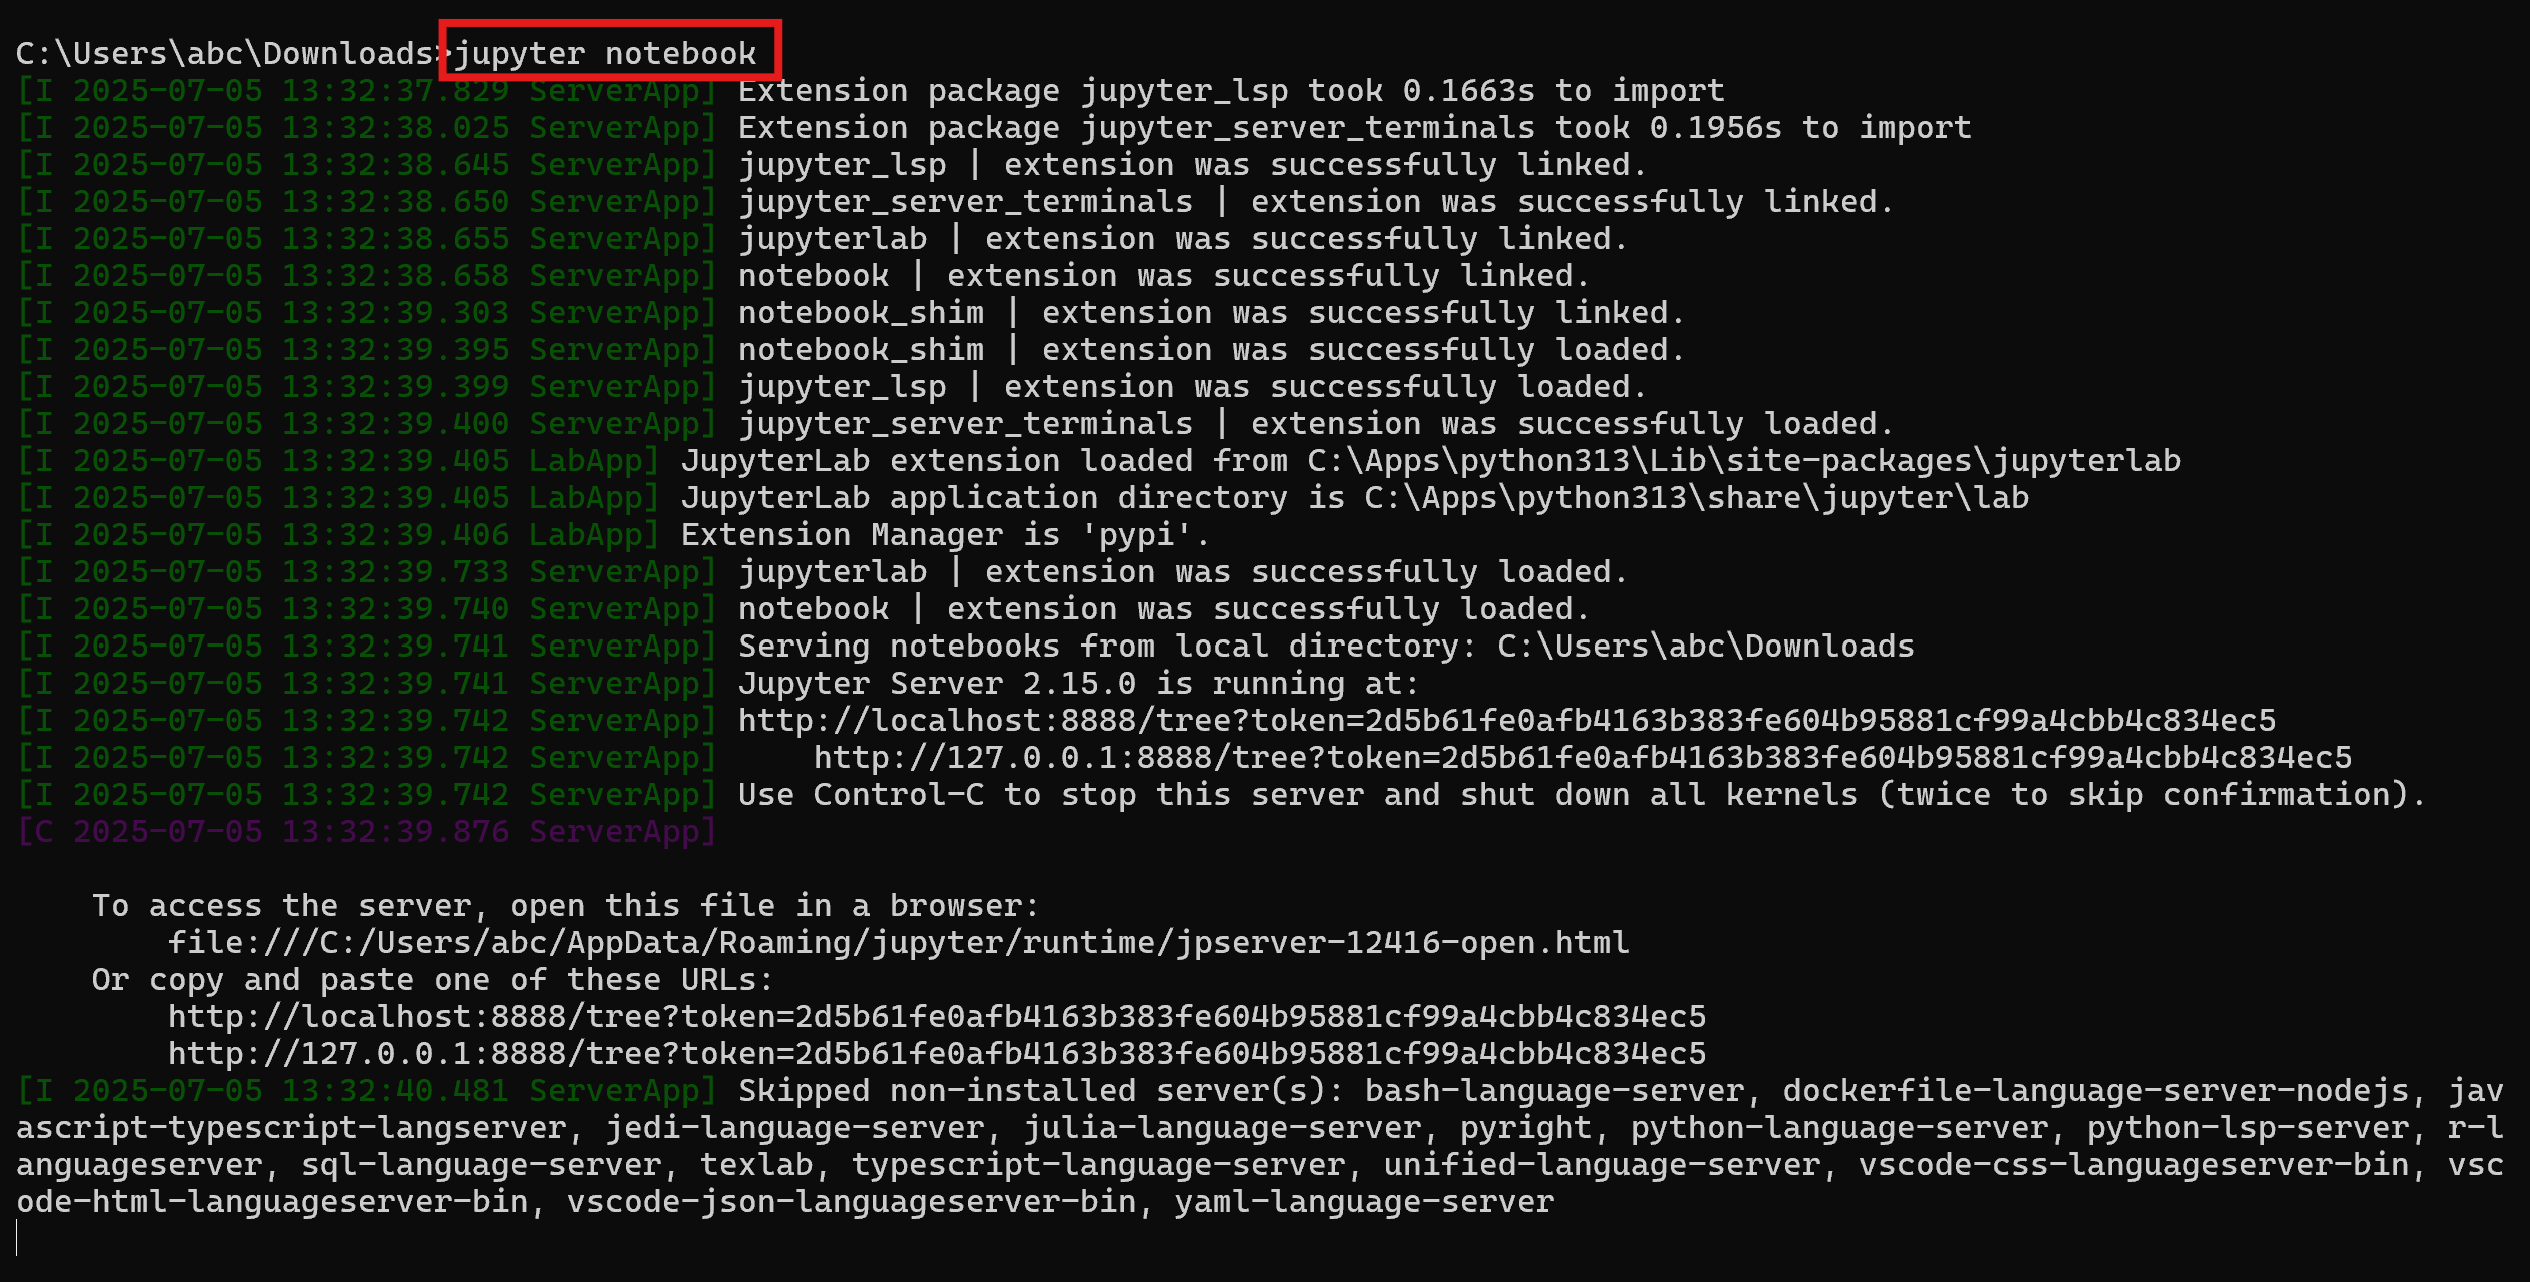 C:\Users\abc\Downloads>jupyter notebook
[I 2025-07-05 13:32:37.829 ServerApp] Extension package jupyter_lsp took 0.1663s to import
[I 2025-07-05 13:32:38.025 ServerApp] Extension package jupyter_server_terminals took 0.1956s to import
[I 2025-07-05 13:32:38.645 ServerApp] jupyter_lsp | extension was successfully linked.
[I 2025-07-05 13:32:38.650 ServerApp] jupyter_server_terminals | extension was successfully linked.
[I 2025-07-05 13:32:38.655 ServerApp] jupyterlab | extension was successfully linked.
[I 2025-07-05 13:32:38.658 ServerApp] notebook | extension was successfully linked.
[I 2025-07-05 13:32:39.303 ServerApp] notebook_shim | extension was successfully linked.
[I 2025-07-05 13:32:39.395 ServerApp] notebook_shim | extension was successfully loaded.
[I 2025-07-05 13:32:39.399 ServerApp] jupyter_lsp | extension was successfully loaded.
[I 2025-07-05 13:32:39.400 ServerApp] jupyter_server_terminals | extension was successfully loaded.
[I 2025-07-05 13:32:39.405 LabApp] JupyterLab extension loaded from C:\Apps\python313\Lib\site-packages\jupyterlab
[I 2025-07-05 13:32:39.405 LabApp] JupyterLab application directory is C:\Apps\python313\share\jupyter\lab
[I 2025-07-05 13:32:39.406 LabApp] Extension Manager is 'pypi'.
[I 2025-07-05 13:32:39.733 ServerApp] jupyterlab | extension was successfully loaded.
[I 2025-07-05 13:32:39.740 ServerApp] notebook | extension was successfully loaded.
[I 2025-07-05 13:32:39.741 ServerApp] Serving notebooks from local directory: C:\Users\abc\Downloads
[I 2025-07-05 13:32:39.741 ServerApp] Jupyter Server 2.15.0 is running at:
[I 2025-07-05 13:32:39.742 ServerApp] http://localhost:8888/tree?token=2d5b61fe0afb4163b383fe604b95881cf99a4cbb4c834ec5
[I 2025-07-05 13:32:39.742 ServerApp]     http://127.0.0.1:8888/tree?token=2d5b61fe0afb4163b383fe604b95881cf99a4cbb4c834ec5
[I 2025-07-05 13:32:39.742 ServerApp] Use Control-C to stop this server and shut down all kernels (twice to skip confirmation).
[C 2025-07-05 13:32:39.876 ServerApp]
To access the server, open this file in a browser:
file:///C:/Users/abc/AppData/Roaming/jupyter/runtime/jpserver-12416-open.html
Or copy and paste one of these URLs:
http://localhost:8888/tree?token=2d5b61fe0afb4163b383fe604b95881cf99a4cbb4c834ec5
http://127.0.0.1:8888/tree?token=2d5b61fe0afb4163b383fe604b95881cf99a4cbb4c834ec5
[I 2025-07-05 13:32:40.481 ServerApp] Skipped non-installed server(s): bash-language-server, dockerfile-language-server-nodejs, jav
ascript-typescript-langserver, jedi-language-server, julia-language-server, pyright, python-language-server, python-lsp-server, r-l
anguageserver, sql-language-server, texlab, typescript-language-server, unified-language-server, vscode-css-languageserver-bin, vsc
ode-html-languageserver-bin, vscode-json-languageserver-bin, yaml-language-server